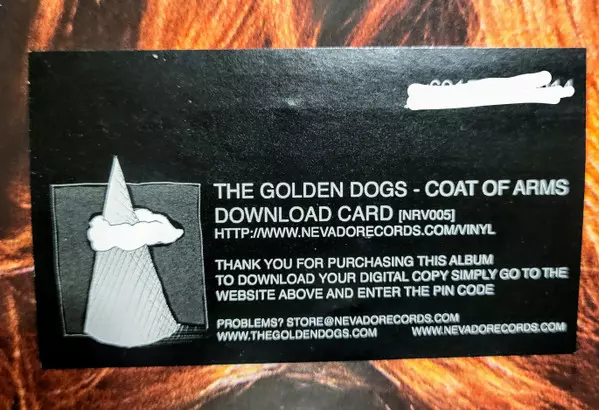 THE GOLDEN DOGS - COAT OF ARMS
DOWNLOAD CARD [NRV005]
HTTP://WWW.NEVADORECORDS.COM/VINYL
THANK YOU FOR PURCHASING THIS ALBUM
TO DOWNLOAD YOUR DIGITAL COPY SIMPLY GO TO THE
WEBSITE ABOVE AND ENTER THE PIN CODE
PROBLEMS? STORE@NEVADORECORDS.COM
WWW.THEGOLDENDOGS.COM WWW.NEVADORECORDS.COM